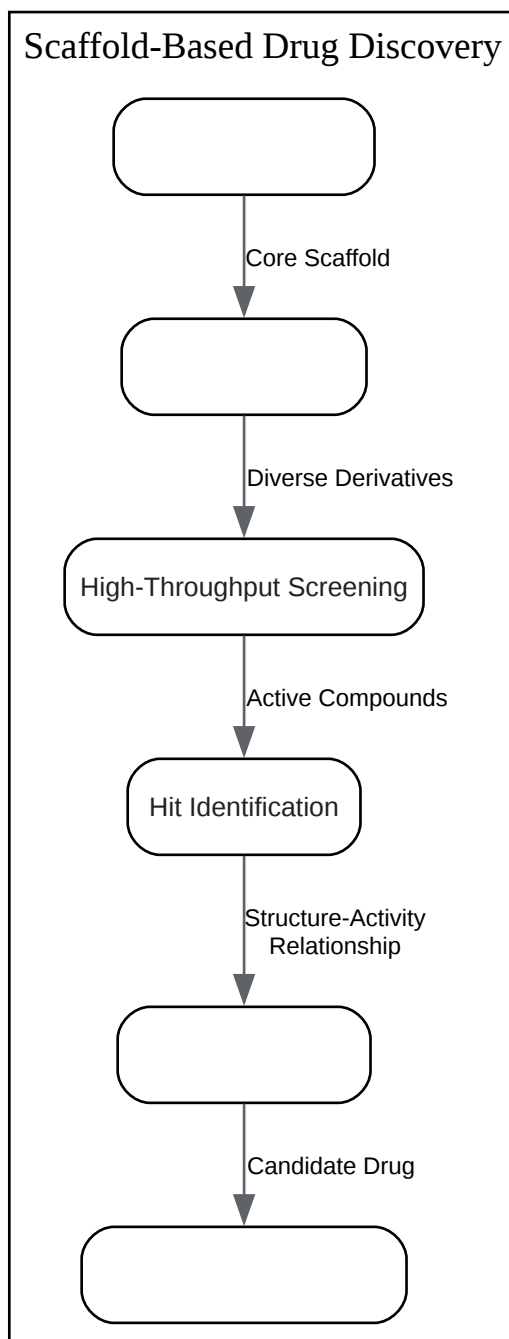 Scaffold-Based Drug Discovery
Core Scaffold
Diverse Derivatives
High-Throughput Screening
Active Compounds
Hit Identification
Structure-Activity
Relationship
Candidate Drug